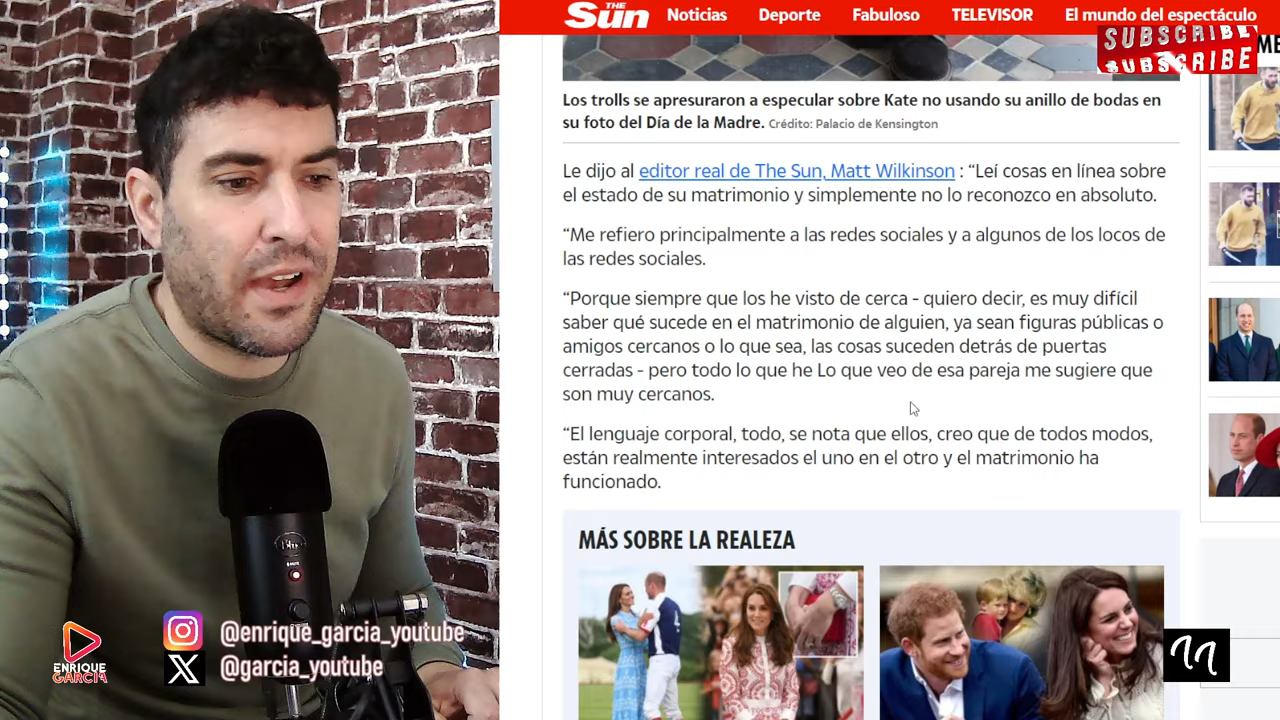 THE Sun
Noticias Deporte Fabuloso TELEVISOR El mundo del espectáculo
SUBSCRIBE
SUBSCRIBE
Los trolls se apresuraron a especular sobre Kate no usando su anillo de bodas en
su foto del Día de la Madre. Crédito: Palacio de Kensington
Le dijo al editor real de The Sun, Matt Wilkinson : “Leí cosas en línea sobre
el estado de su matrimonio y simplemente no lo reconozco en absoluto.
“Me refiero principalmente a las redes sociales y a algunos de los locos de
las redes sociales.
“Porque siempre que los he visto de cerca - quiero decir, es muy difícil
saber qué sucede en el matrimonio de alguien, ya sean figuras públicas o
amigos cercanos o lo que sea, las cosas suceden detrás de puertas
cerradas - pero todo lo que he Lo que veo de esa pareja me sugiere que
son muy cercanos.
“El lenguaje corporal, todo, se nota que ellos, creo que de todos modos,
están realmente interesados el uno en el otro y el matrimonio ha
funcionado.
MÁS SOBRE LA REALEZA
Blue
@enrique_garcia_youtube
@garcia_youtube
ENRIQUE
GARCIA